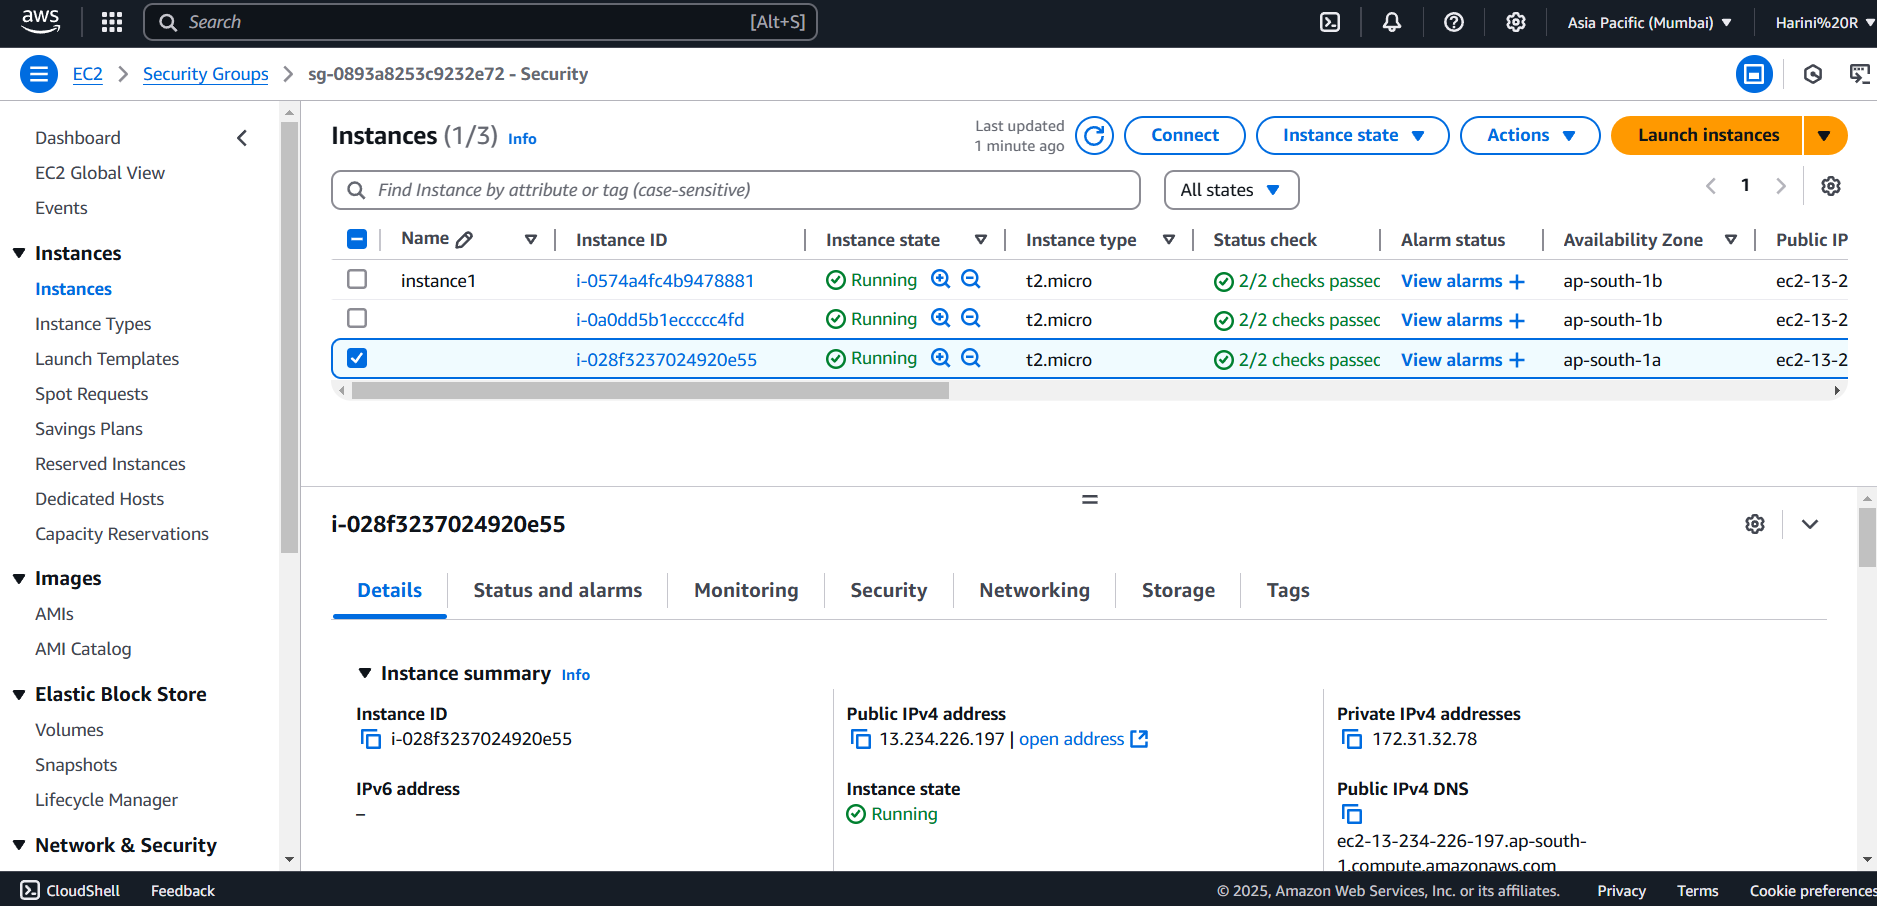 aws
Search [Alt+S]
Asia Pacific (Mumbai)
Harini%20R
EC2 Security Groups sg-0893a8253c9232e72 - Security
Dashboard
EC2 Global View
Events
Instances
Instances
Instance Types
Launch Templates
Spot Requests
Savings Plans
Reserved Instances
Dedicated Hosts
Capacity Reservations
Images
AMIs
AMI Catalog
Elastic Block Store
Volumes
Snapshots
Lifecycle Manager
Network & Security
Instances (1/3) Info
Last updated
1 minute ago
Connect
Instance state
Actions
Launch instances
Find Instance by attribute or tag (case-sensitive)
All states
1
Name Instance ID Instance state Instance type Status check Alarm status Availability Zone Public IP
instance1 i-0574a4fc4b9478881 Running t2.micro 2/2 checks passed View alarms + ap-south-1b ec2-13-2
i-0a0dd5b1eccccc4fd Running t2.micro 2/2 checks passed View alarms + ap-south-1b ec2-13-2
i-028f3237024920e55 Running t2.micro 2/2 checks passed View alarms + ap-south-1a ec2-13-2
i-028f3237024920e55
Details Status and alarms Monitoring Security Networking Storage Tags
Instance summary Info
Instance ID
i-028f3237024920e55
Public IPv4 address
13.234.226.197 | open address
Private IPv4 addresses
172.31.32.78
IPv6 address
–
Instance state
Running
Public IPv4 DNS
ec2-13-234-226-197.ap-south-
1.compute.amazonaws.com
CloudShell Feedback © 2025, Amazon Web Services, Inc. or its affiliates. Privacy Terms Cookie preferences